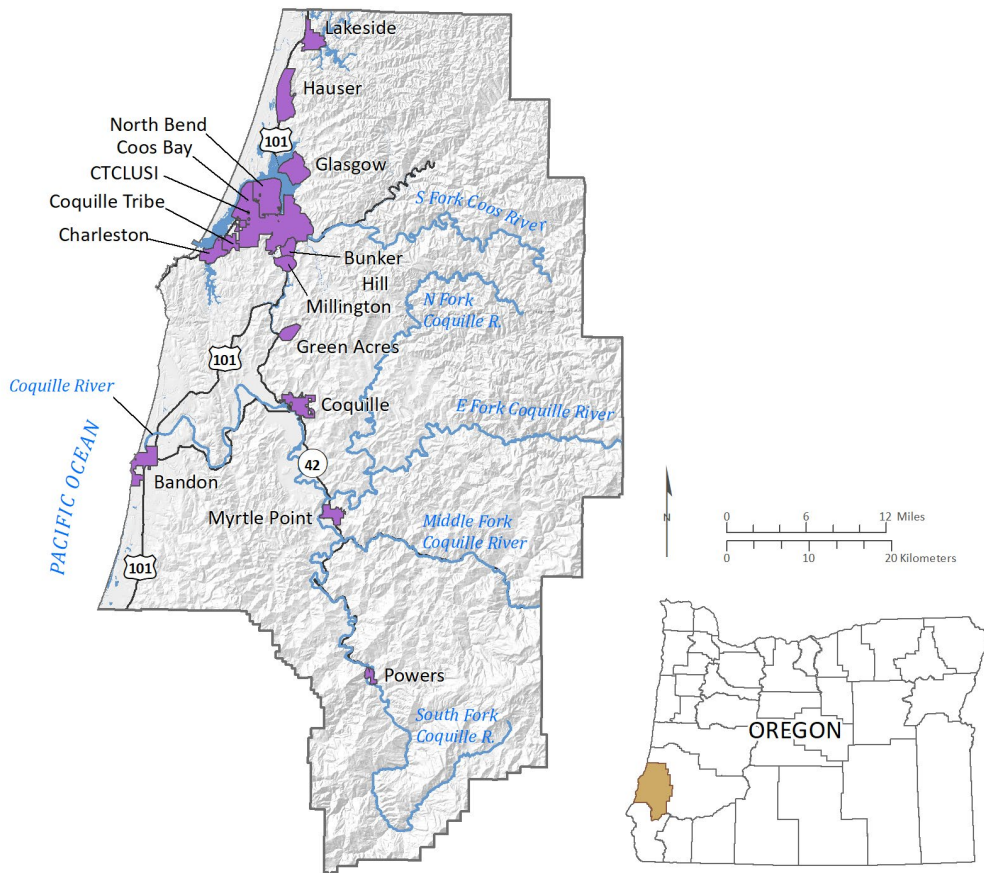 Lakeside
Hauser
North Bend
101
Coos Bay
Glasgow
CTCLUSI
Coquille Tribe
S Fork Coos River
Charleston
Bunker
Hill
Millington
N Fork
Coquille R.
Green Acres
101
Coquille River
Coquille
E Fork Coquille River
PACIFIC OCEAN
42
Bandon
Myrtle Point
Middle Fork
Coquille River
101
Powers
South Fork
Coquille R.
N
0 6 12 Miles
0 10 20 Kilometers
OREGON